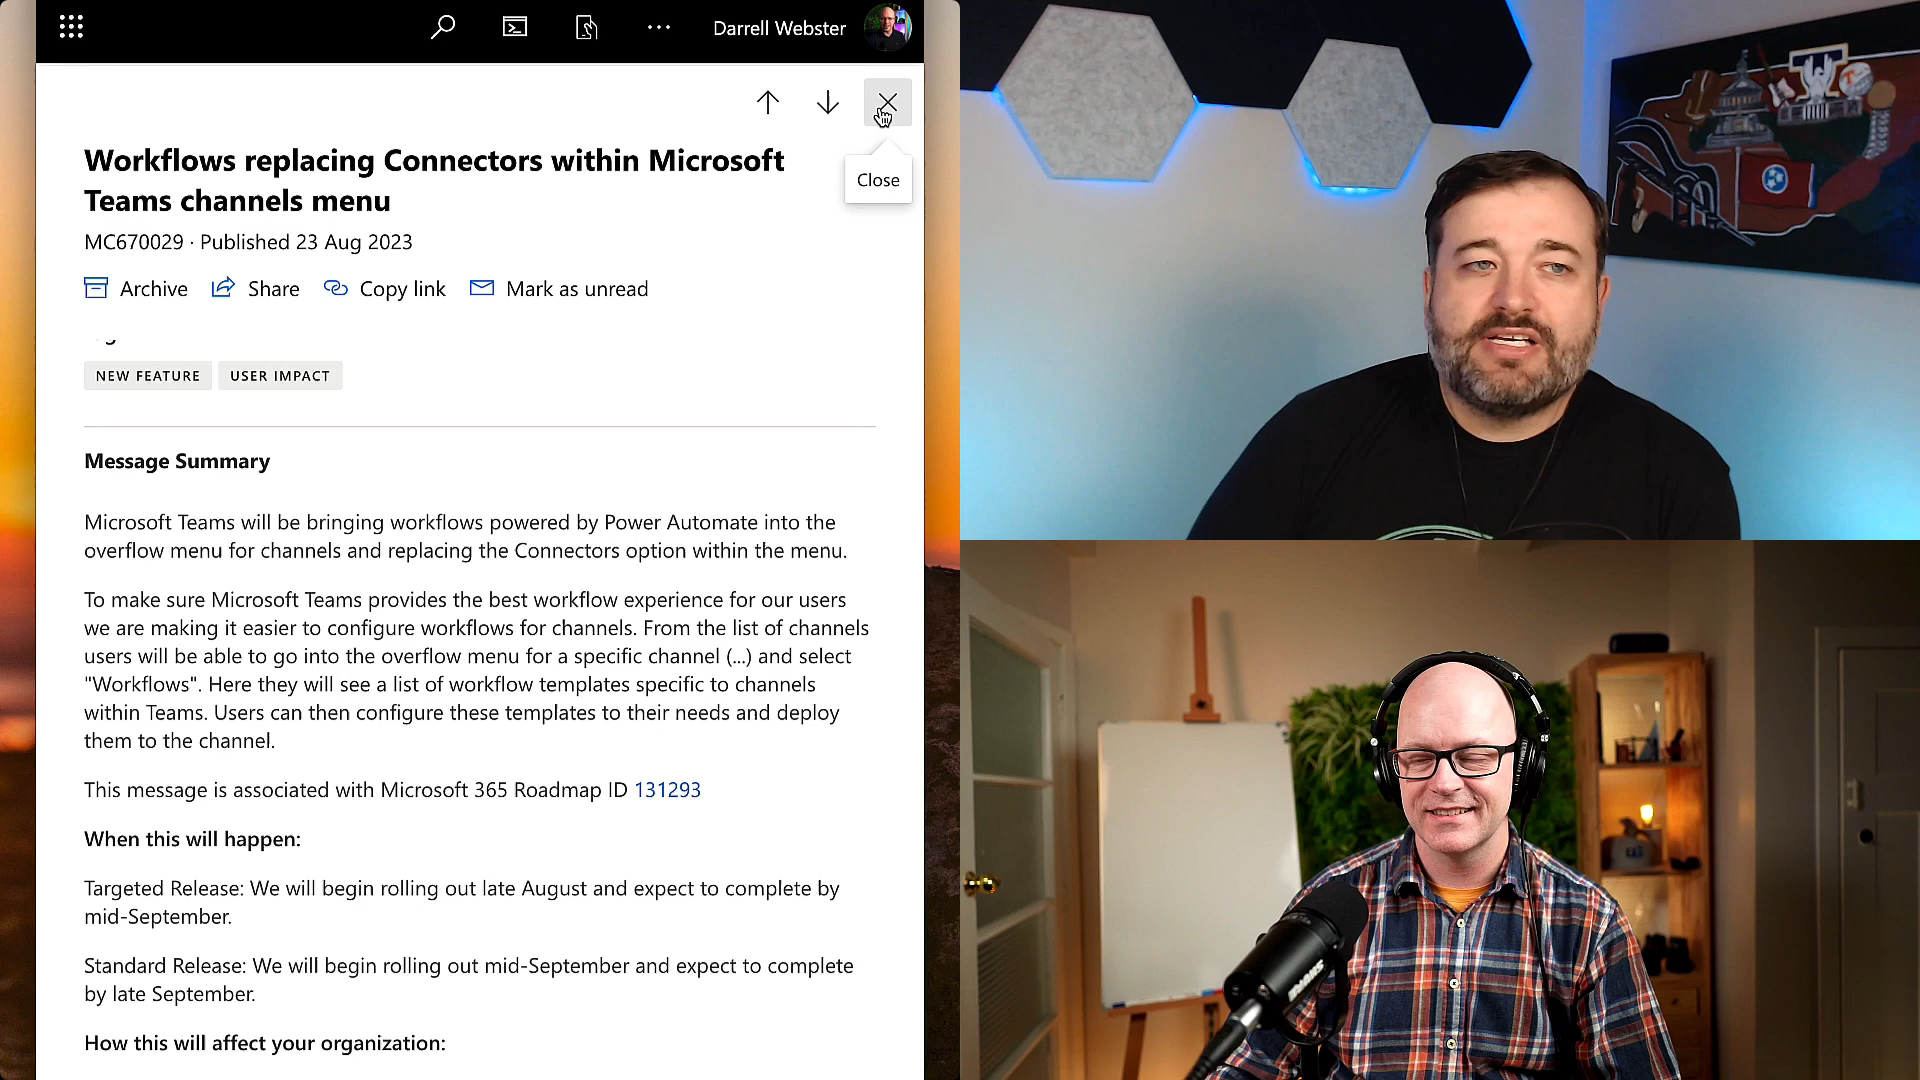 Darrell Webster
Close
Workflows replacing Connectors within Microsoft
Teams channels menu
MC670029 · Published 23 Aug 2023
Archive Share Copy link Mark as unread
NEW FEATURE USER IMPACT
Message Summary
Microsoft Teams will be bringing workflows powered by Power Automate into the
overflow menu for channels and replacing the Connectors option within the menu.
To make sure Microsoft Teams provides the best workflow experience for our users
we are making it easier to configure workflows for channels. From the list of channels
users will be able to go into the overflow menu for a specific channel (...) and select
"Workflows". Here they will see a list of workflow templates specific to channels
within Teams. Users can then configure these templates to their needs and deploy
them to the channel.
This message is associated with Microsoft 365 Roadmap ID 131293
When this will happen:
Targeted Release: We will begin rolling out late August and expect to complete by
mid-September.
Standard Release: We will begin rolling out mid-September and expect to complete
by late September.
How this will affect your organization: